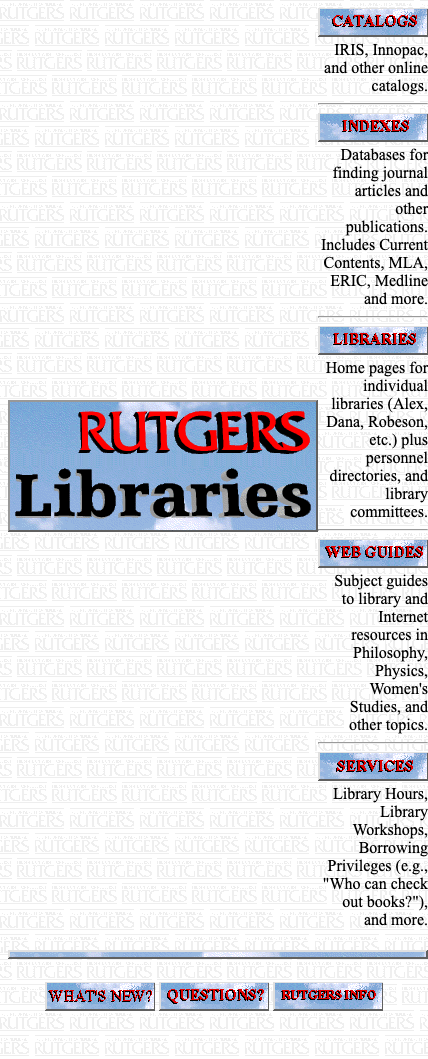 RUTGERS
Libraries
CATALOGS
IRIS, Innopac,
and other online
catalogs.
INDEXES
Databases for
finding journal
articles and
other
publications.
Includes Current
Contents, MLA,
ERIC, Medline
and more.
LIBRARIES
Home pages for
individual
libraries (Alex,
Dana, Robeson,
etc.) plus
personnel
directories, and
library
committees.
WEB GUIDES
Subject guides
to library and
Internet
resources in
Philosophy,
Physics,
Women's
Studies, and
other topics.
SERVICES
Library Hours,
Library
Workshops,
Borrowing
Privileges (e.g.,
"Who can check
out books?"),
and more.
WHAT'S NEW? QUESTIONS? RUTGERS INFO